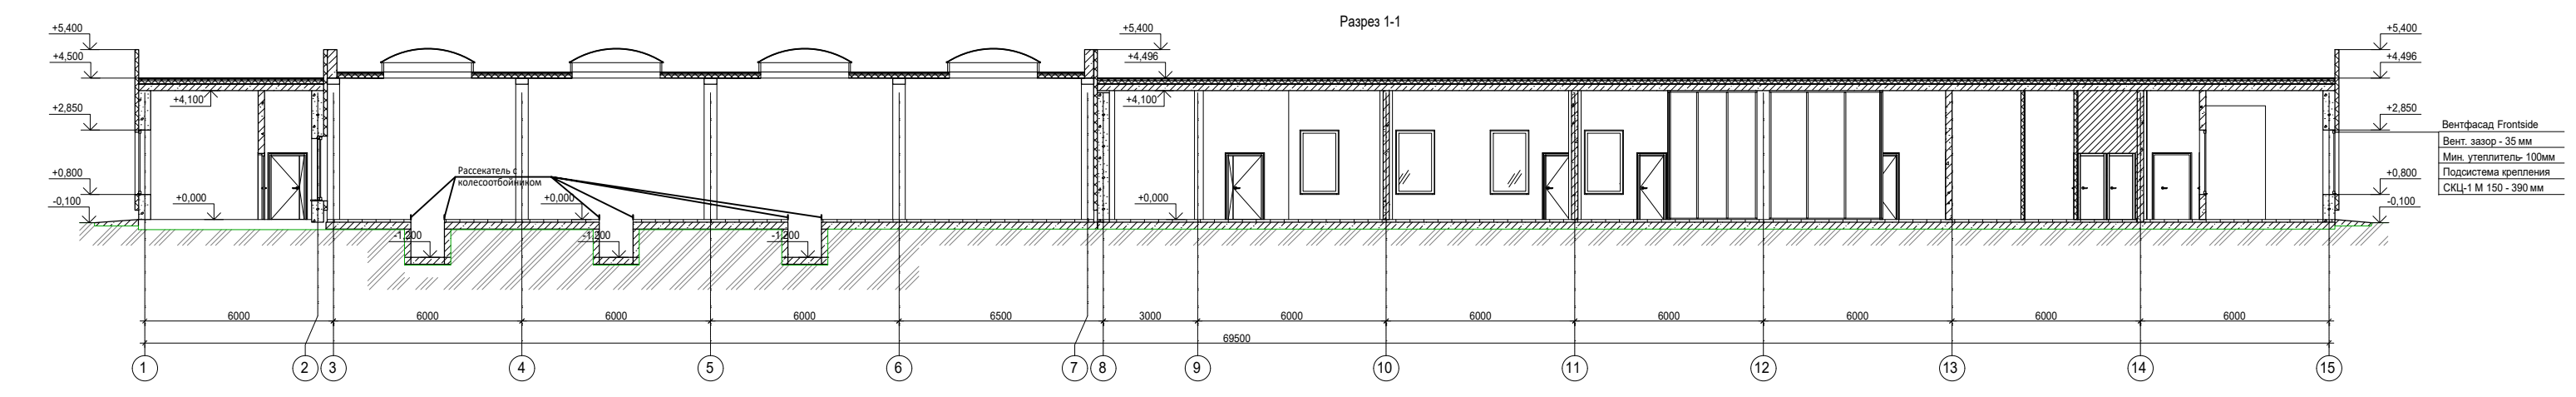 Разрез 1-1
+5,400
+4,500
+2,850
+0,800
-0,100
+4,100
+0,000
Рассекатель с
колесоотбойником
+0,000
-1,200
-1,200
-1,200
+5,400
+4,496
+4,100
+0,000
+5,400
+4,496
+2,850
+0,800
-0,100
Вентфасад Frontside
Вент. зазор - 35 мм
Мин. утеплитель- 100мм
Подсистема крепления
СКЦ-1 М 150 - 390 мм
6000 6000 6000 6000 6500 3000 6000 6000 6000 6000 6000 6000
69500
1 2 3 4 5 6 7 8 9 10 11 12 13 14 15